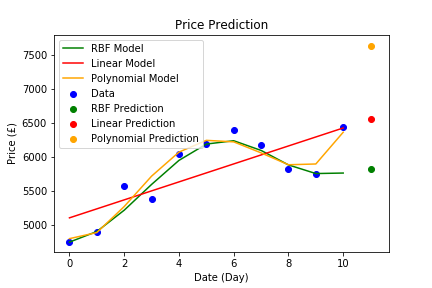 Price Prediction
RBF Model
Linear Model
Polynomial Model
Data
RBF Prediction
Linear Prediction
Polynomial Prediction
7500
7000
6500
6000
5500
5000
Price (£)
0 2 4 6 8 10
Date (Day)